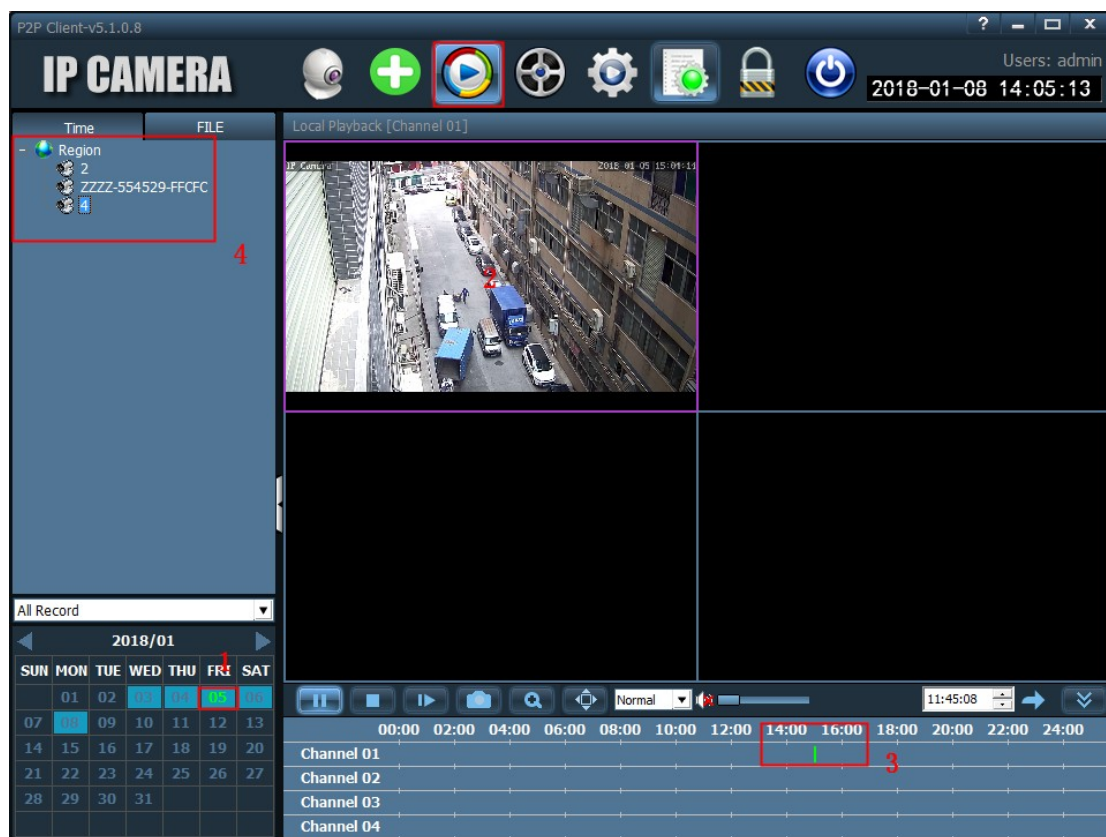 P2P Client-v5.1.0.8
IP CAMERA
Users: admin
2018-01-08 14:05:13
Time FILE
Local Playback [Channel 01]
Region
2
ZZZZ-554529-FFCFC
4
4
IP Camera 2018-01-05 15:01:11
2
All Record
2018/01
1
SUN MON TUE WED THU FRI SAT
01 02 03 04 05 06
07 08 09 10 11 12 13
14 15 16 17 18 19 20
21 22 23 24 25 26 27
28 29 30 31
Normal 11:45:08
00:00 02:00 04:00 06:00 08:00 10:00 12:00 14:00 16:00 18:00 20:00 22:00 24:00
Channel 01
3
Channel 02
Channel 03
Channel 04